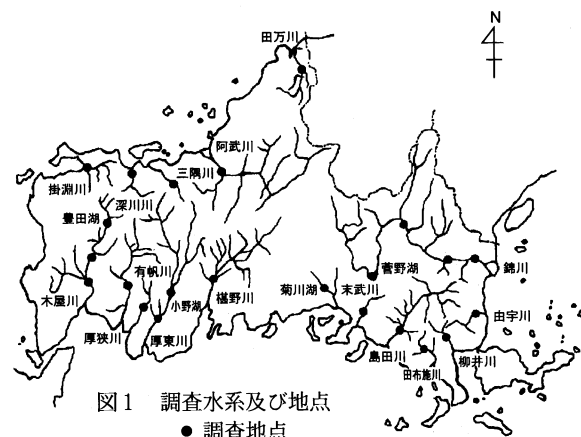 N
田万川
阿武川
三隅川
掛淵川
深川川
豊田湖
有帆川
木屋川
小野湖
椹野川
厚狭川
厚東川
菊川湖
末武川
菅野湖
錦川
由宇川
島田川
田布施川
柳井川
図1 調査水系及び地点
● 調査地点